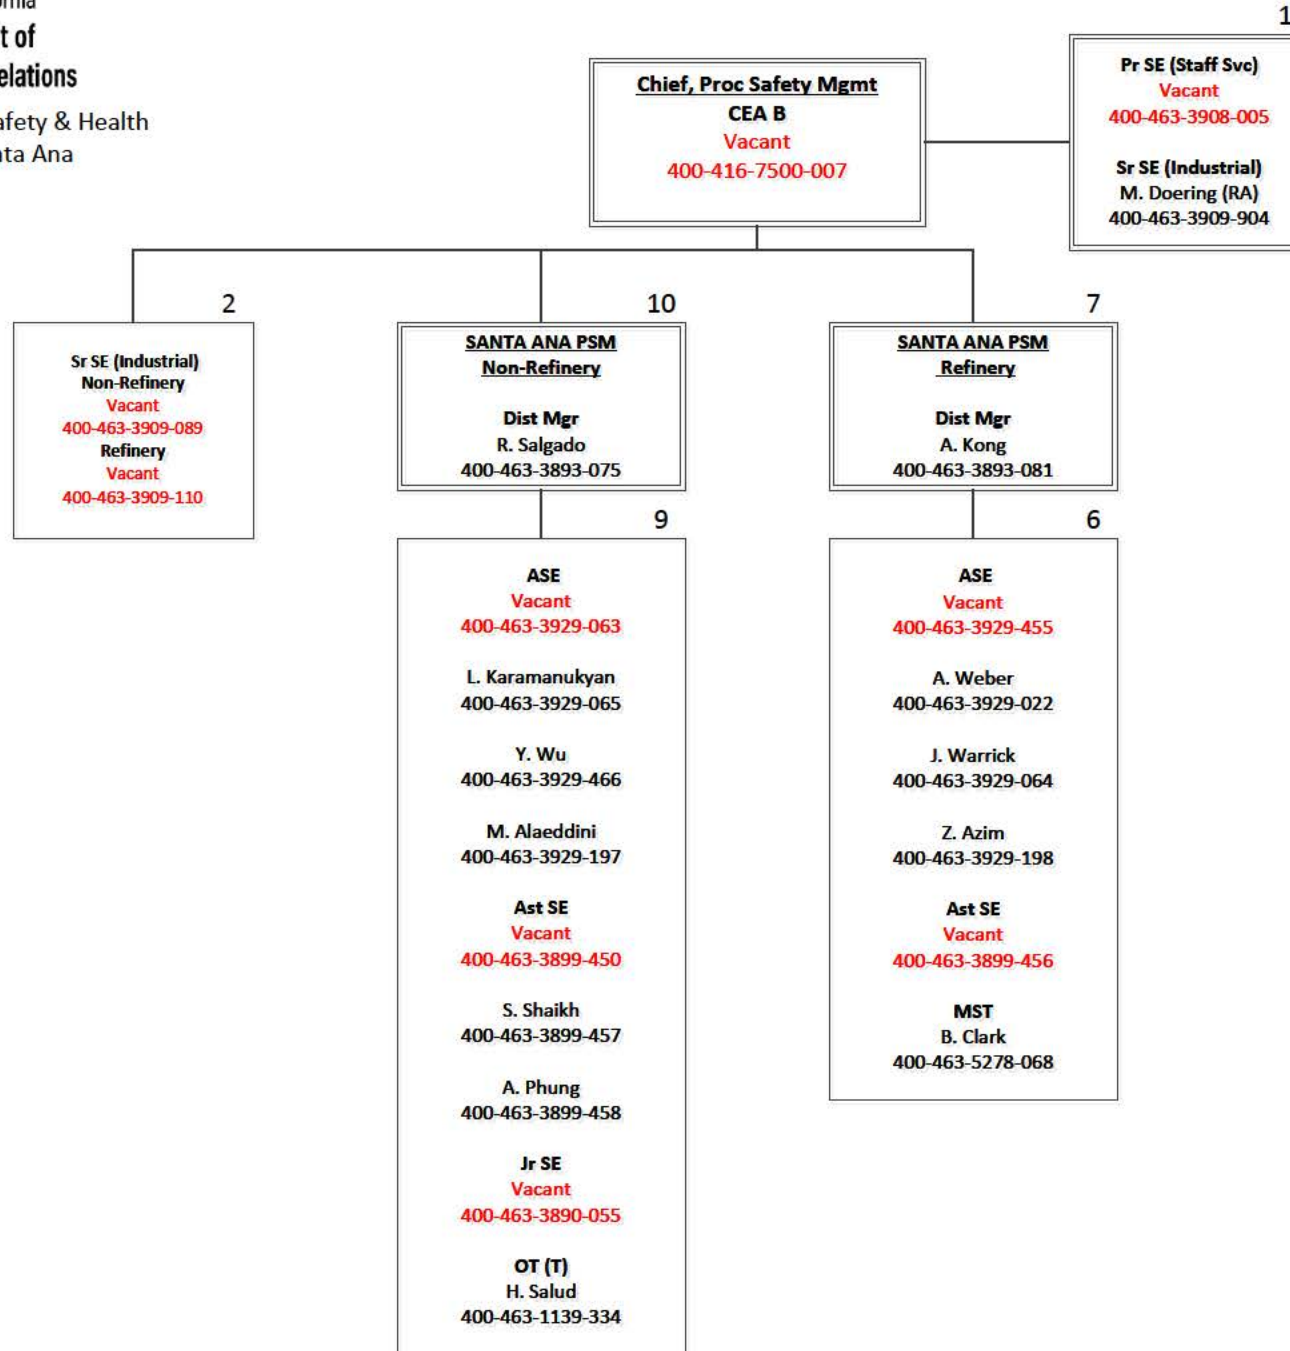 t of
elations
afety & Health
ta Ana
1
Pr SE (Staff Svc)
Vacant
400-463-3908-005
Sr SE (Industrial)
M. Doering (RA)
400-463-3909-904
Chief, Proc Safety Mgmt
CEA B
Vacant
400-416-7500-007
2
Sr SE (Industrial)
Non-Refinery
Vacant
400-463-3909-089
Refinery
Vacant
400-463-3909-110
10
SANTA ANA PSM
Non-Refinery
Dist Mgr
R. Salgado
400-463-3893-075
9
ASE
Vacant
400-463-3929-063
L. Karamanukyan
400-463-3929-065
Y. Wu
400-463-3929-466
M. Alaeddini
400-463-3929-197
Ast SE
Vacant
400-463-3899-450
S. Shaikh
400-463-3899-457
A. Phung
400-463-3899-458
Jr SE
Vacant
400-463-3890-055
OT (T)
H. Salud
400-463-1139-334
7
SANTA ANA PSM
Refinery
Dist Mgr
A. Kong
400-463-3893-081
6
ASE
Vacant
400-463-3929-455
A. Weber
400-463-3929-022
J. Warrick
400-463-3929-064
Z. Azim
400-463-3929-198
Ast SE
Vacant
400-463-3899-456
MST
B. Clark
400-463-5278-068